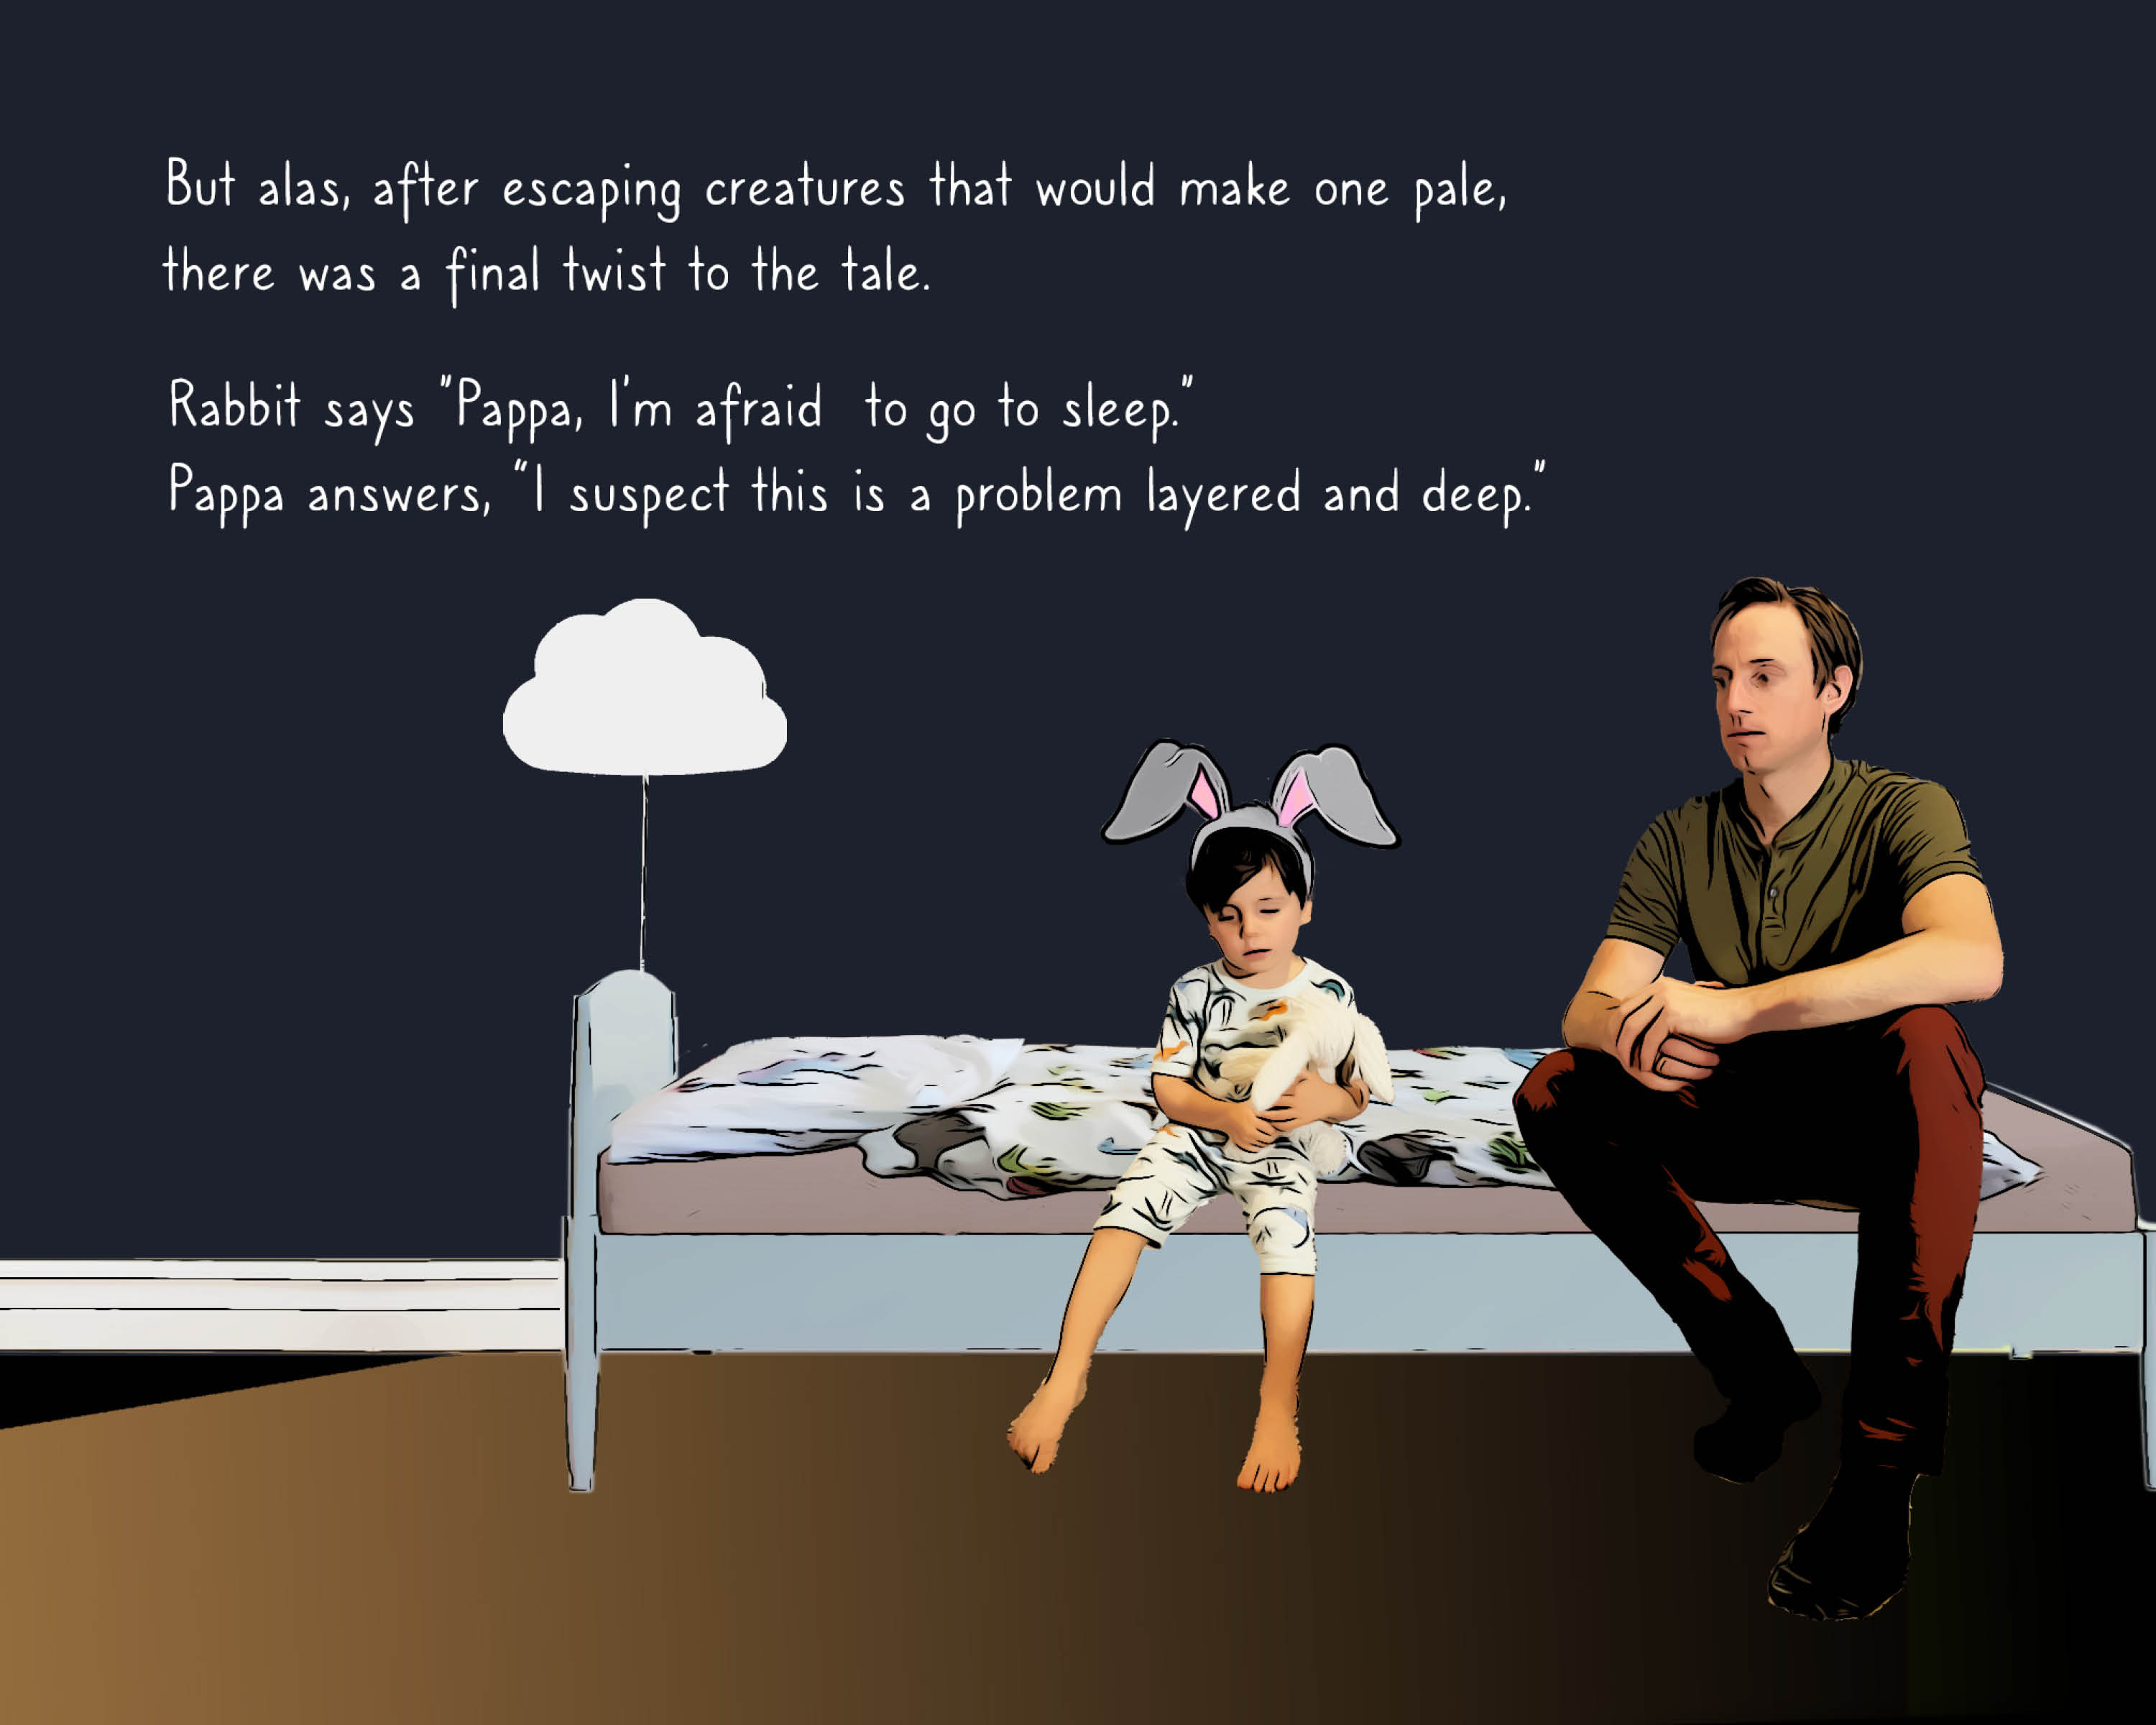 But alas, after escaping creatures that would make one pale,
there was a final twist to the tale.
Rabbit says "Pappa, I'm afraid  to go to sleep."
Pappa answers, "I suspect this is a problem layered and deep."